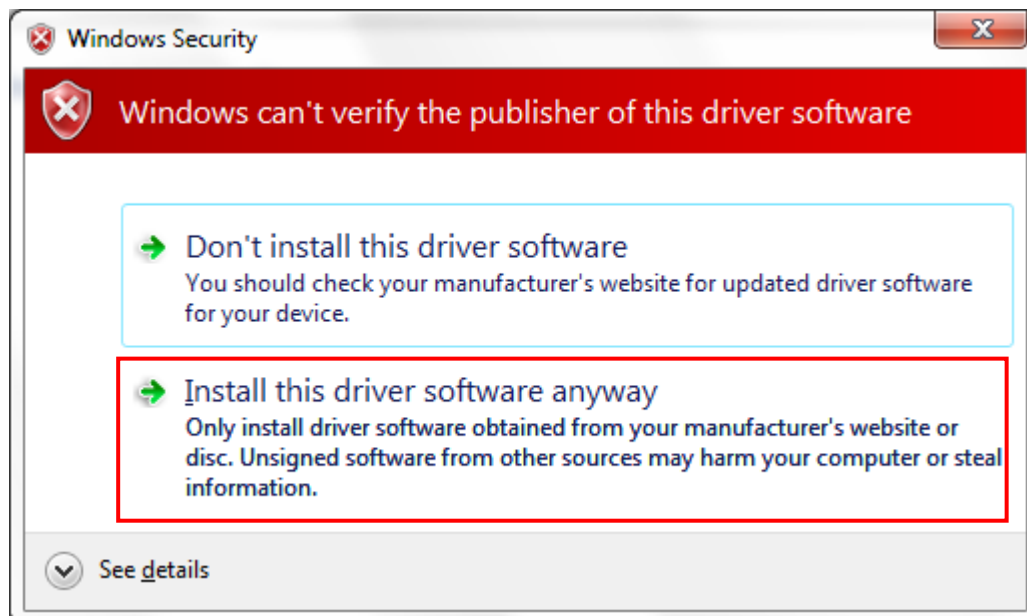 Windows Security
Windows can't verify the publisher of this driver software
Don't install this driver software
You should check your manufacturer's website for updated driver software
for your device.
Install this driver software anyway
Only install driver software obtained from your manufacturer's website or
disc. Unsigned software from other sources may harm your computer or steal
information.
See details